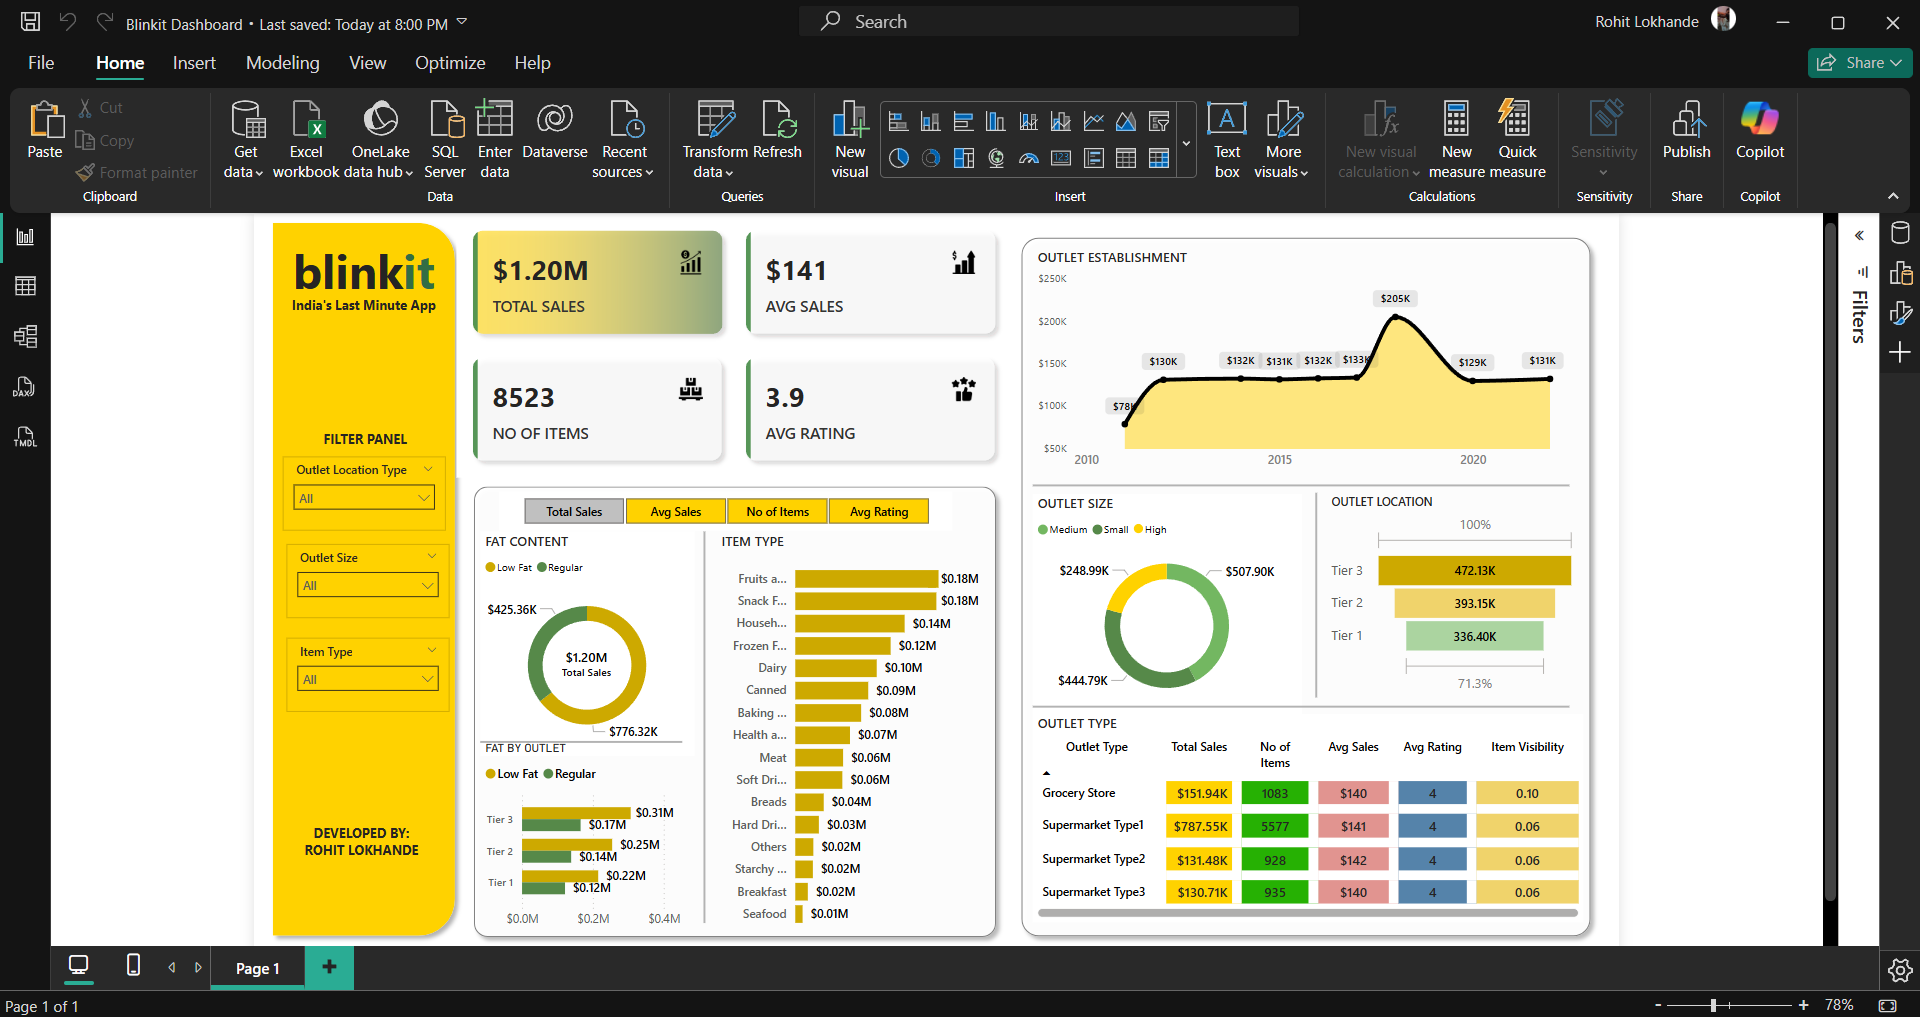 Blinkit Dashboard • Last saved: Today at 8:00 PM
Search
Rohit Lokhande
File
Home
Insert
Modeling
View
Optimize
Help
Share
Paste
Cut
Copy
Format painter
Clipboard
Get data
Excel workbook
OneLake data hub
SQL Server
Enter data
Dataverse
Recent sources
Data
Transform data
Refresh
Queries
New visual
123
A
Text box
More visuals
Insert
New visual calculation
New measure
Quick measure
Calculations
Sensitivity
Sensitivity
Publish
Share
Copilot
Copilot
DAX
TMDL
Filters
blinkit
India's Last Minute App
FILTER PANEL
Outlet Location Type
All
Outlet Size
All
Item Type
All
DEVELOPED BY:
ROHIT LOKHANDE
$1.20M
TOTAL SALES
$141
AVG SALES
8523
NO OF ITEMS
3.9
AVG RATING
Total Sales
Avg Sales
No of Items
Avg Rating
FAT CONTENT
Low Fat Regular
$425.36K
$1.20M
Total Sales
$776.32K
FAT BY OUTLET
Low Fat Regular
Tier 3 $0.31M
$0.17M
Tier 2 $0.25M
$0.14M
Tier 1 $0.22M
$0.12M
$0.0M $0.2M $0.4M
ITEM TYPE
Fruits a... $0.18M
Snack F... $0.18M
Househ... $0.14M
Frozen F... $0.12M
Dairy $0.10M
Canned $0.09M
Baking ... $0.08M
Health a... $0.07M
Meat $0.06M
Soft Dri... $0.06M
Breads $0.04M
Hard Dri... $0.03M
Others $0.02M
Starchy ... $0.02M
Breakfast $0.02M
Seafood $0.01M
OUTLET ESTABLISHMENT
$250K
$200K
$150K
$100K
$50K
$78K
$130K
$132K
$131K
$132K
$133K
$205K
$129K
$131K
2010 2015 2020
OUTLET SIZE
Medium Small High
$248.99K
$507.90K
$444.79K
OUTLET LOCATION
100%
Tier 3 472.13K
Tier 2 393.15K
Tier 1 336.40K
71.3%
OUTLET TYPE
Outlet Type Total Sales No of Items Avg Sales Avg Rating Item Visibility
Grocery Store $151.94K 1083 $140 4 0.10
Supermarket Type1 $787.55K 5577 $141 4 0.06
Supermarket Type2 $131.48K 928 $142 4 0.06
Supermarket Type3 $130.71K 935 $140 4 0.06
Page 1
Page 1 of 1
- + 78%